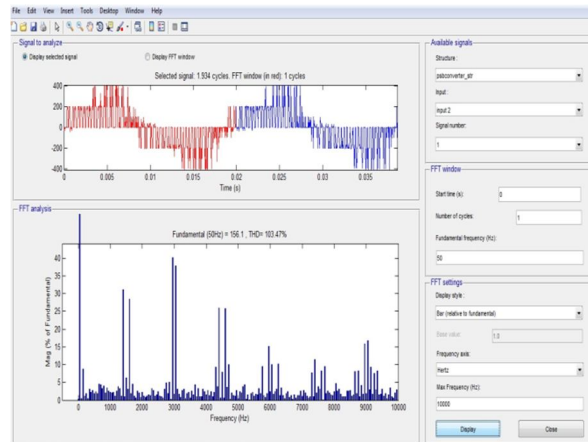 File Edit View Insert Tools Desktop Window Help
Signal to analyze
Display selected signal Display FFT window
Selected signal: 1.934 cycles. FFT window (in red): 1 cycles
400
200
0
-200
-400
0 0.005 0.01 0.015 0.02 0.025 0.03 0.035
Time (s)
FFT analysis
Fundamental (50Hz) = 156.1 , THD= 103.47%
Mag (% of Fundamental)
40
35
30
25
20
15
10
5
0
0 1000 2000 3000 4000 5000 6000 7000 8000 9000 10000
Frequency (Hz)
Available signals
Structure :
psbconverter_str
Input :
input 2
Signal number:
1
FFT window
Start time (s): 0
Number of cycles: 1
Fundamental frequency (Hz):
50
FFT settings
Display style :
Bar (relative to fundamental)
Base value: 1.0
Frequency axis:
Hertz
Max Frequency (Hz):
10000
Display Close